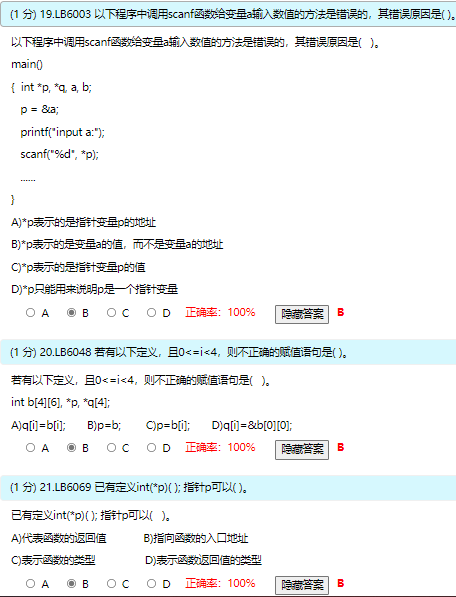 (1 分) 19.LB6003 以下程序中调用scanf函数给变量a输入数值的方法是错误的，其错误原因是( )。
以下程序中调用scanf函数给变量a输入数值的方法是错误的，其错误原因是(   )。
main()
{  int *p, *q, a, b;
p = &a;
printf("input a:");
scanf("%d", *p);
......
}
A)*p表示的是指针变量p的地址
B)*p表示的是变量a的值，而不是变量a的地址
C)*p表示的是指针变量p的值
D)*p只能用来说明p是一个指针变量
A B C D 正确率：100% 隐藏答案 B
(1 分) 20.LB6048 若有以下定义，且0<=i<4，则不正确的赋值语句是( )。
若有以下定义，且0<=i<4，则不正确的赋值语句是(   )。
int b[4][6], *p, *q[4];
A)q[i]=b[i];   B)p=b;   C)p=b[i];   D)q[i]=&b[0][0];
A B C D 正确率：100% 隐藏答案 B
(1 分) 21.LB6069 已有定义int(*p)( ); 指针p可以( )。
已有定义int(*p)( ); 指针p可以(   )。
A)代表函数的返回值   B)指向函数的入口地址
C)表示函数的类型   D)表示函数返回值的类型
A B C D 正确率：100% 隐藏答案 B